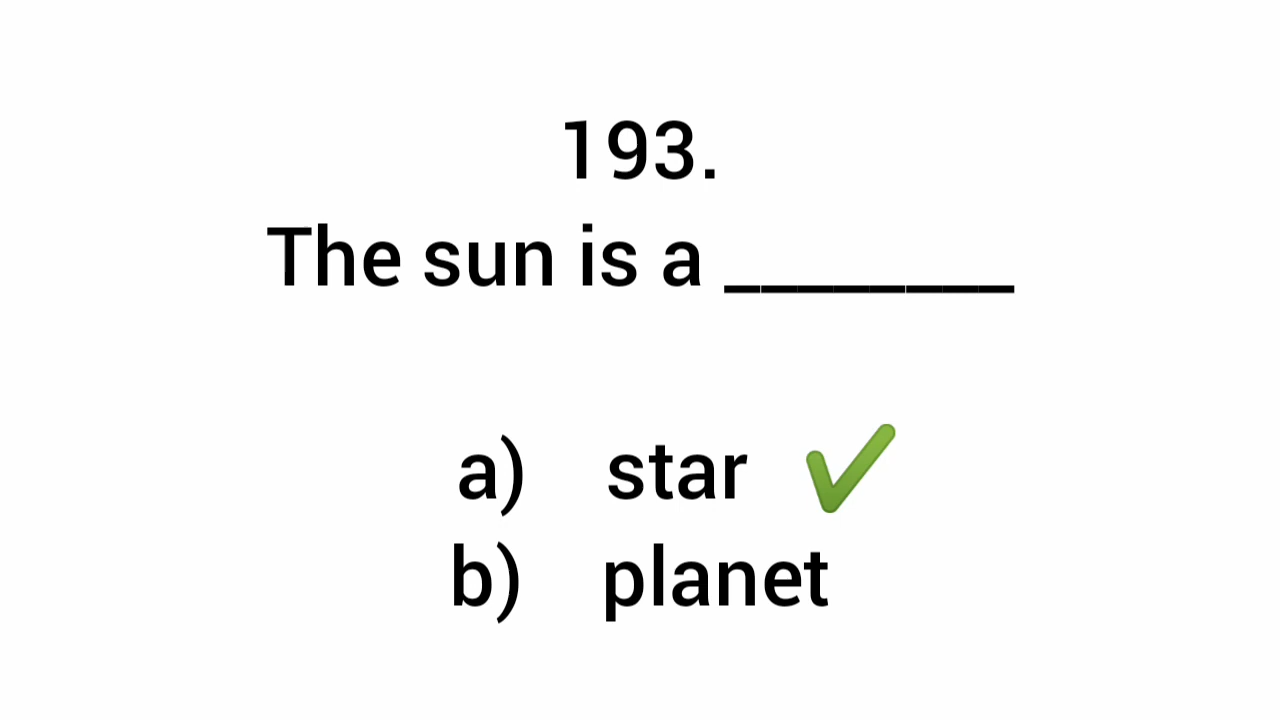 193.
The sun is a ________
a) star ✔
b) planet